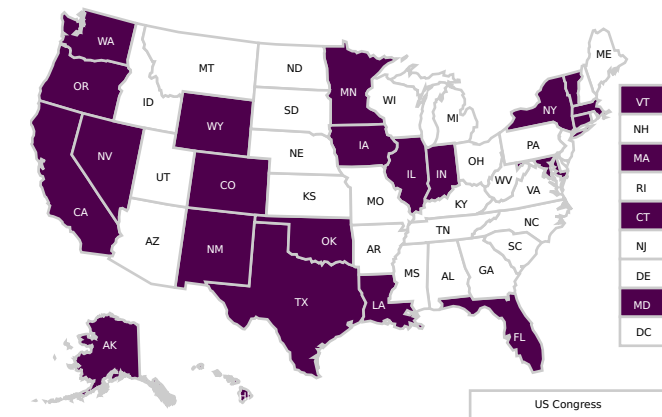 WA
OR
CA
NV
ID
MT
WY
UT
CO
AZ
NM
ND
SD
NE
KS
OK
TX
MN
IA
MO
AR
LA
WI
IL
MI
IN
OH
KY
TN
MS
AL
GA
FL
SC
NC
VA
WV
PA
NY
ME
VT
NH
MA
RI
CT
NJ
DE
MD
DC
AK
HI
US Congress